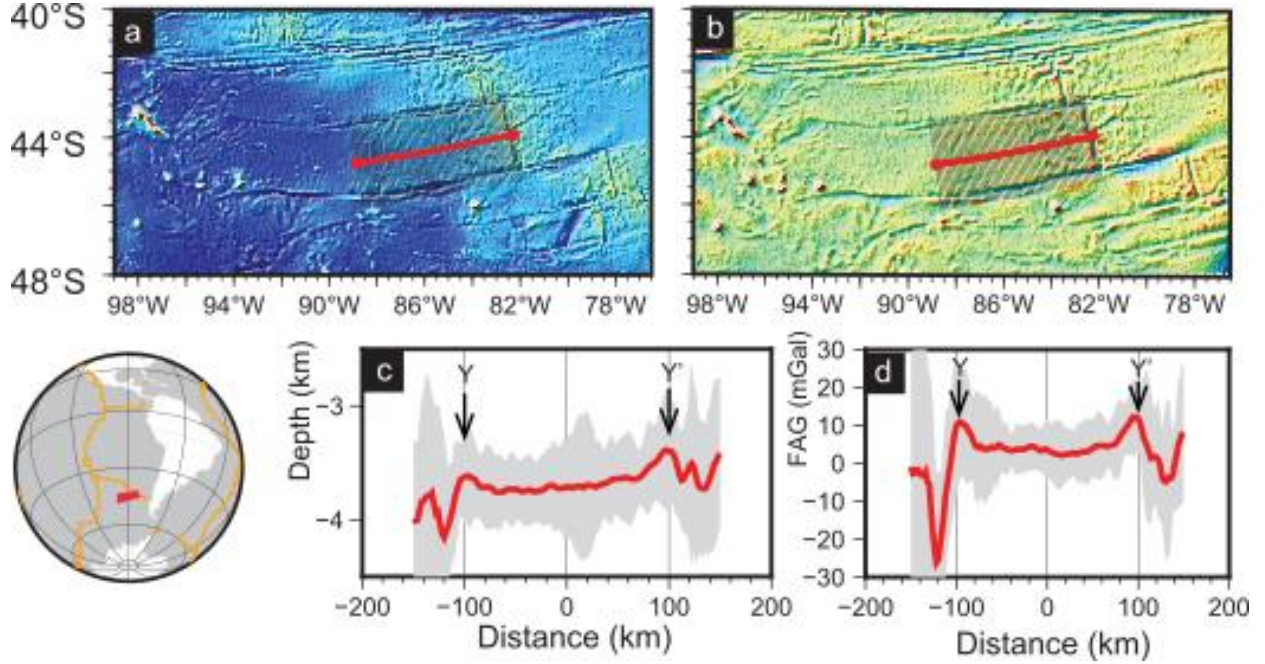 40°S
44°S
48°S
a
b
98°W 94°W 90°W 86°W 82°W 78°W
98°W 94°W 90°W 86°W 82°W 78°W
c
Y
Y'
Depth (km)
−3
−4
−200 −100 0 100 200
Distance (km)
d
Y
Y'
FAG (mGal)
30
20
10
0
−10
−20
−30
−200 −100 0 100 200
Distance (km)